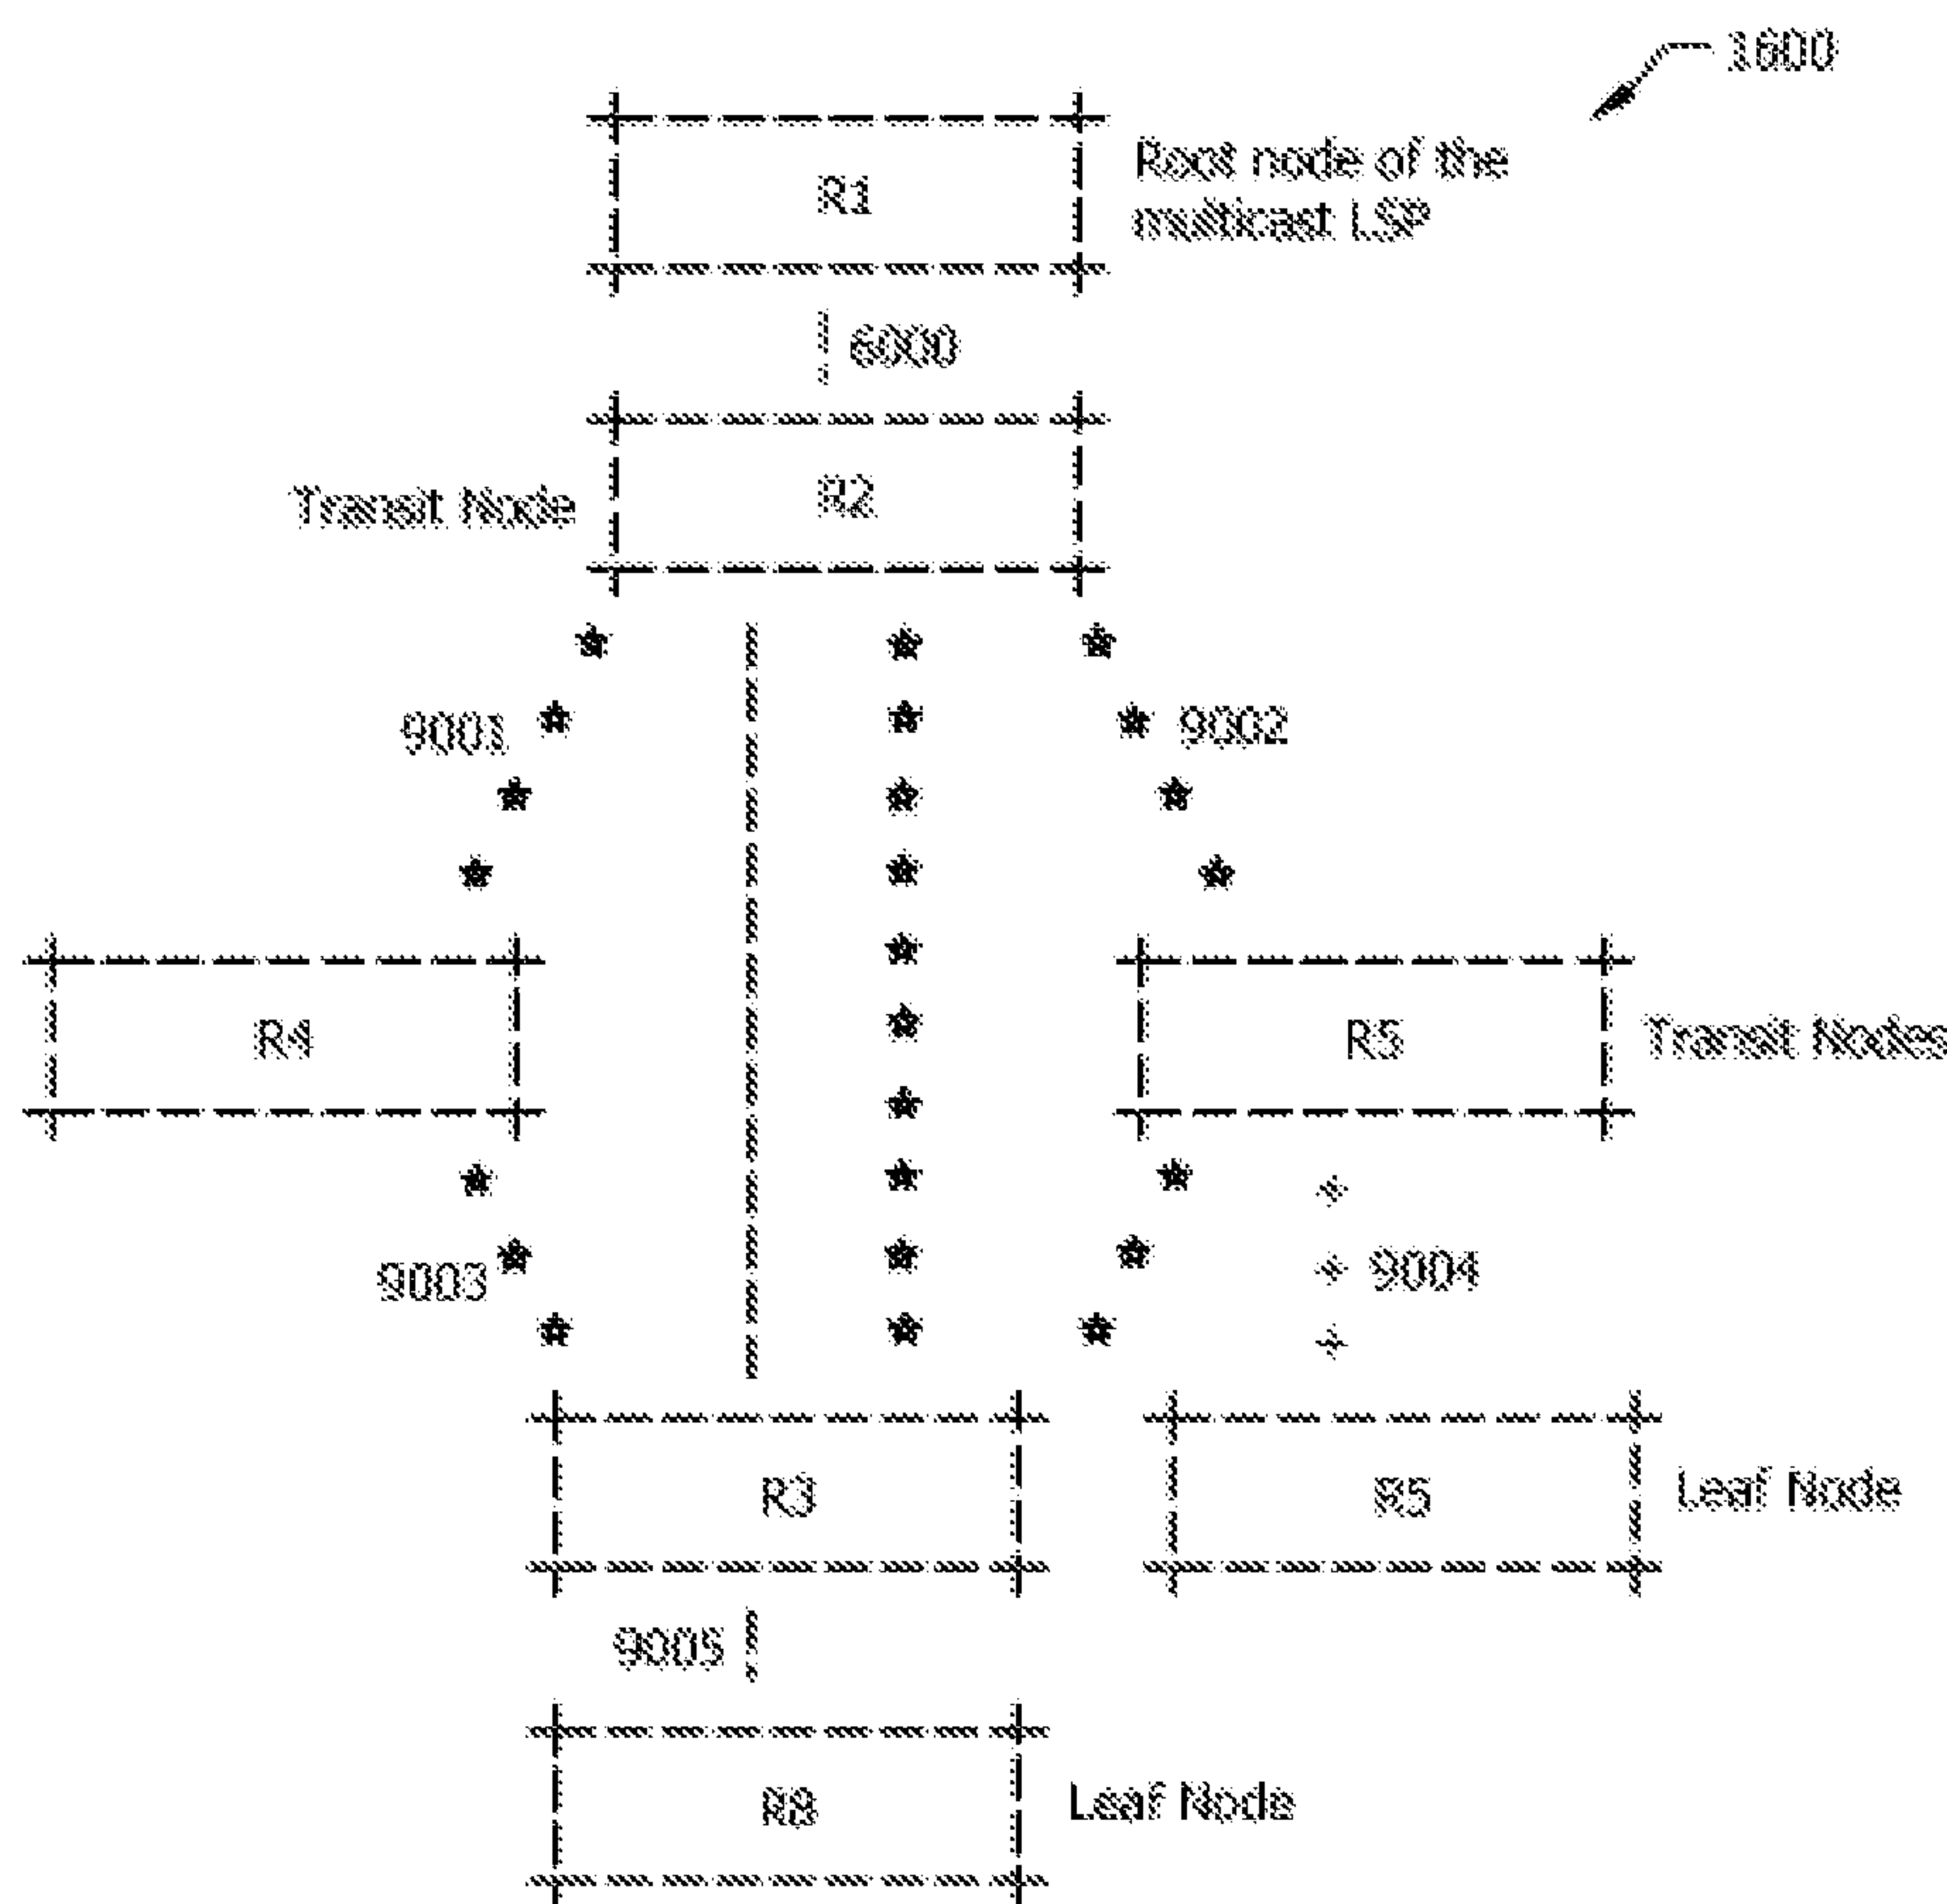 1600
R1
Root node of the
multicast LSP
6000
R2
Transit Node
9001
9002
R4
R5
Transit Nodes
9003
9004
R3
R5
Leaf Node
9005
R8
Leaf Node